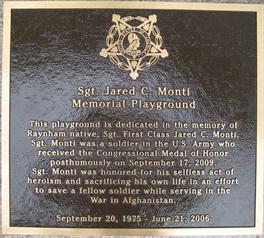 Sgt. Jared C. Monti
Memorial Playground
This playground is dedicated in the memory of
Raynham native, Sgt. First Class Jared C. Monti.
Sgt. Monti was a soldier in the U.S. Army who
received the Congressional Medal of Honor
posthumously on September 17, 2009.
Sgt. Monti was honored for his selfless act of
heroism and sacrificing his own life in an effort
to save a fellow soldier while serving in the
War in Afghanistan.
September 20, 1975 - June 21, 2006